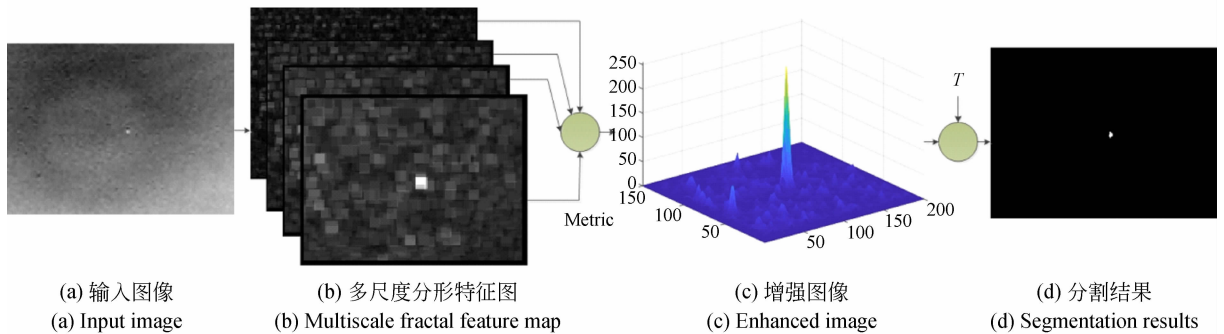 Metric
250
200
150
100
50
0
150
100
50
50
100
150
200
T
(a) 输入图像
(a) Input image
(b) 多尺度分形特征图
(b) Multiscale fractal feature map
(c) 增强图像
(c) Enhanced image
(d) 分割结果
(d) Segmentation results